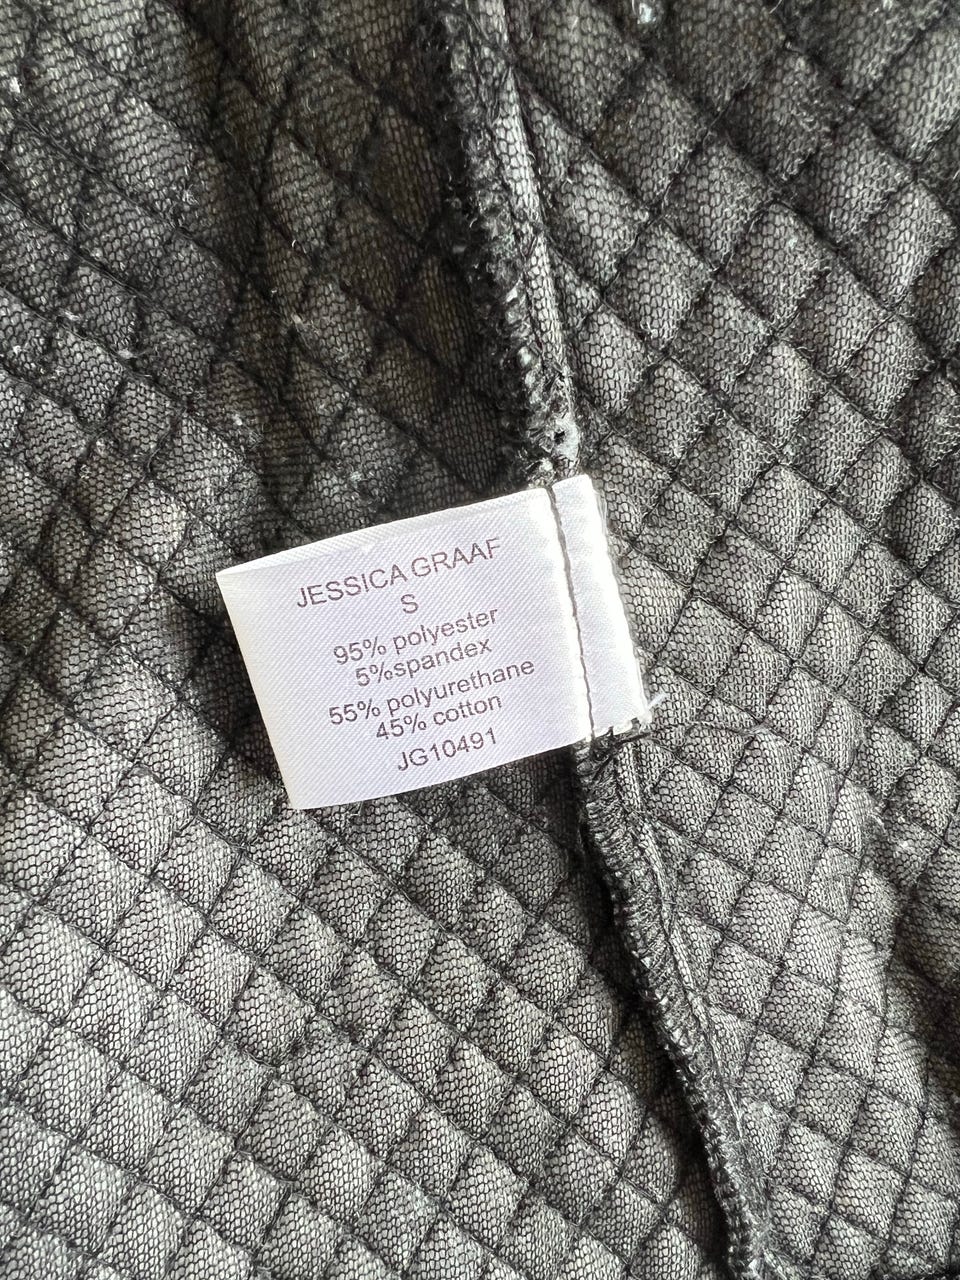 JESSICA GRAAF
S
95% polyester
5%spandex
55% polyurethane
45% cotton
JG10491